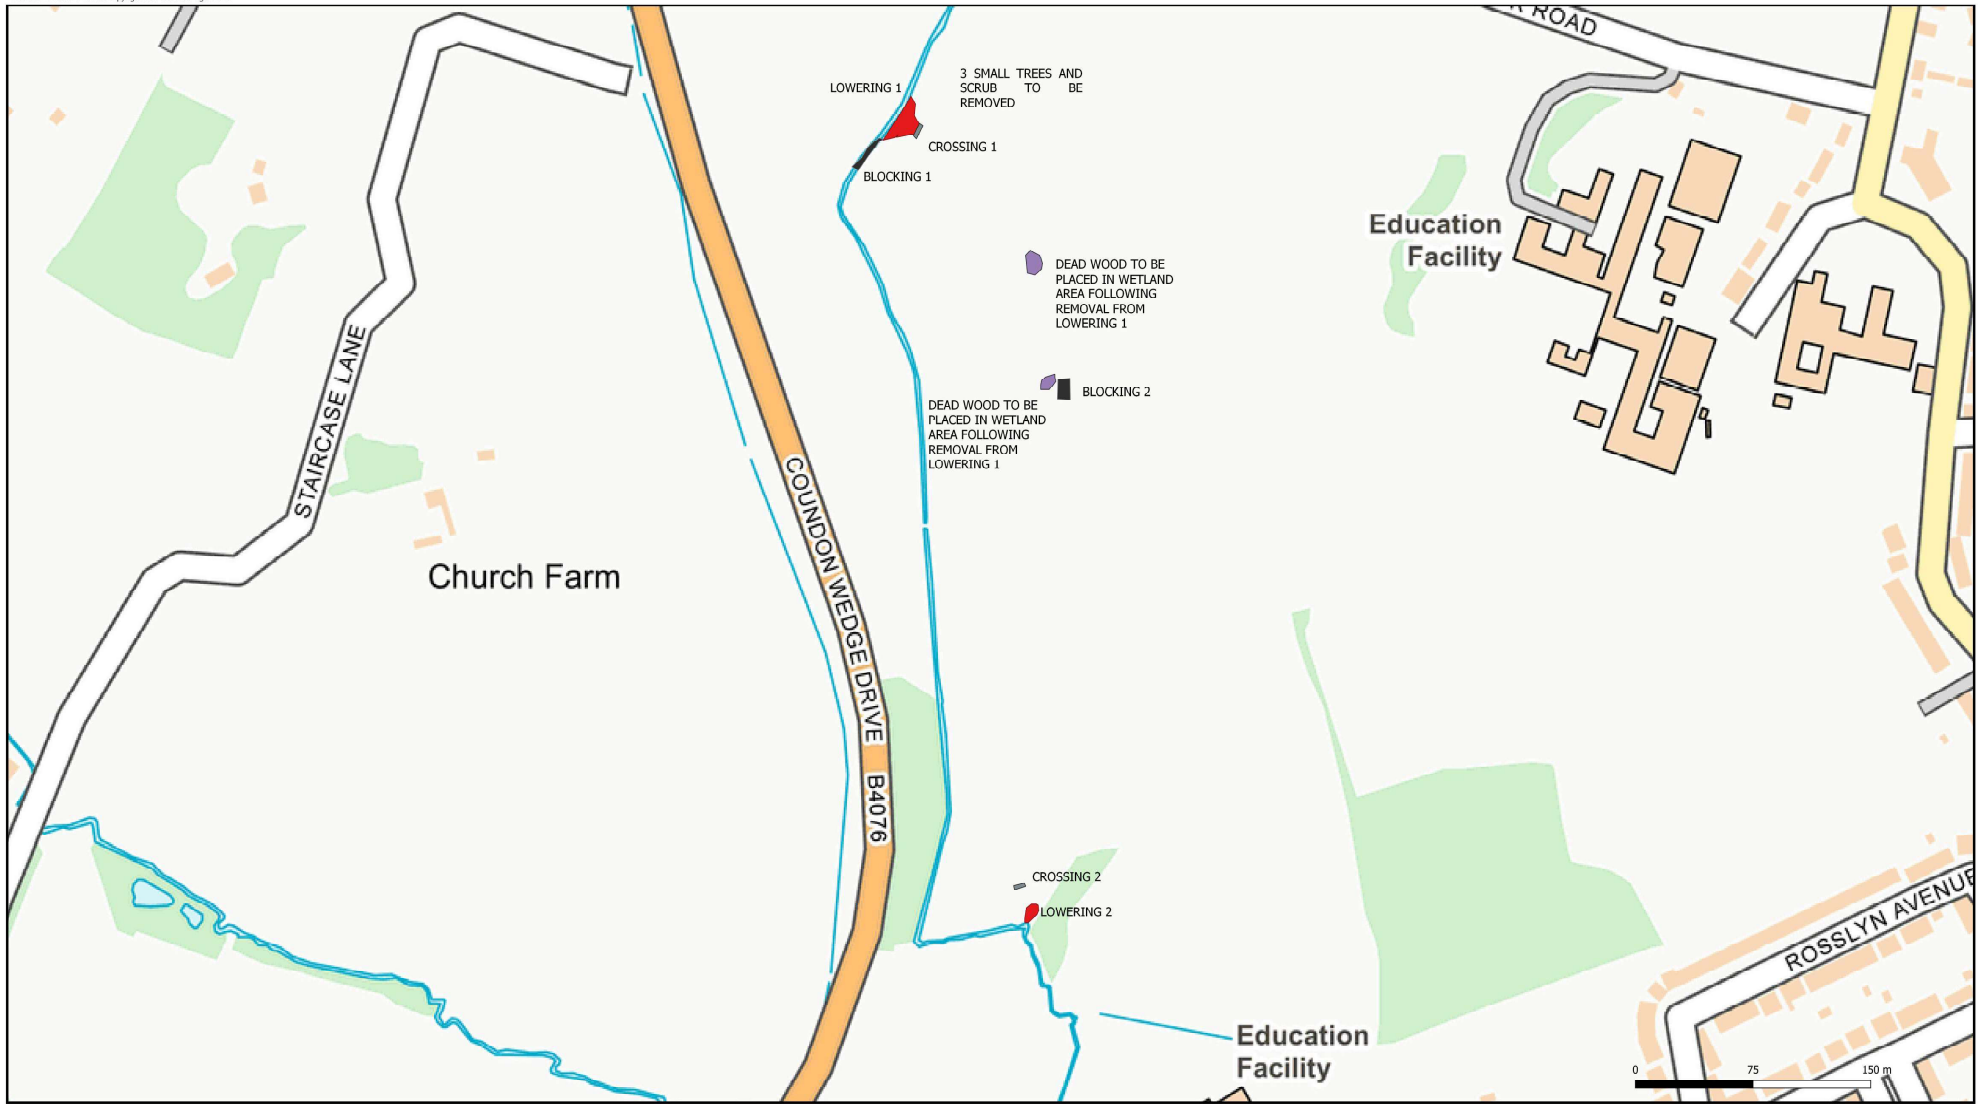 K ROAD
LOWERING 1
3 SMALL TREES AND
SCRUB TO BE
REMOVED
CROSSING 1
BLOCKING 1
Education
Facility
DEAD WOOD TO BE
PLACED IN WETLAND
AREA FOLLOWING
REMOVAL FROM
LOWERING 1
STAIRCASE LANE
BLOCKING 2
DEAD WOOD TO BE
PLACED IN WETLAND
AREA FOLLOWING
REMOVAL FROM
LOWERING 1
COUNDON WEDGE DRIVE
Church Farm
B4076
CROSSING 2
LOWERING 2
ROSSLYN AVENUE
Education
Facility
0 75 150 m